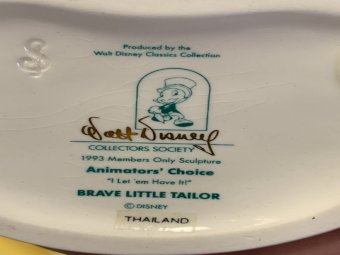 Produced by the
Walt Disney Classics Collection
Walt Disney
COLLECTORS SOCIETY
1993 Members Only Sculpture
Animators' Choice
"I Let 'em Have It!"
BRAVE LITTLE TAILOR
© DISNEY
THAILAND